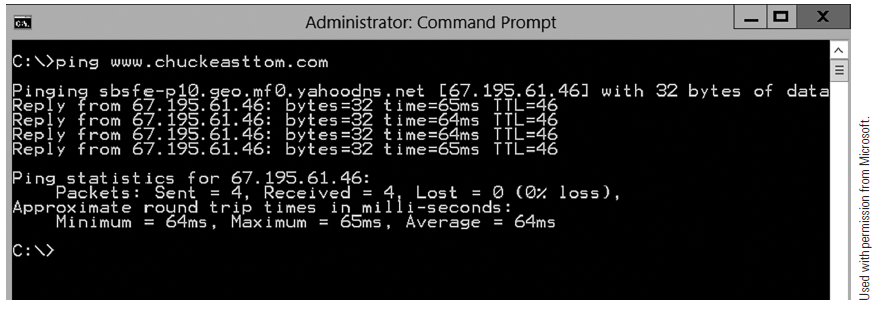 Administrator: Command Prompt
C:\>ping www.chuckeasttom.com
Pinging sbsfe-p10.geo.mf0.yahoodns.net [67.195.61.46] with 32 bytes of data
Reply from 67.195.61.46: bytes=32 time=65ms TTL=46
Reply from 67.195.61.46: bytes=32 time=64ms TTL=46
Reply from 67.195.61.46: bytes=32 time=64ms TTL=46
Reply from 67.195.61.46: bytes=32 time=65ms TTL=46
Ping statistics for 67.195.61.46:
Packets: Sent = 4, Received = 4, Lost = 0 (0% loss),
Approximate round trip times in milli-seconds:
Minimum = 64ms, Maximum = 65ms, Average = 64ms
C:\>
Used with permission from Microsoft.